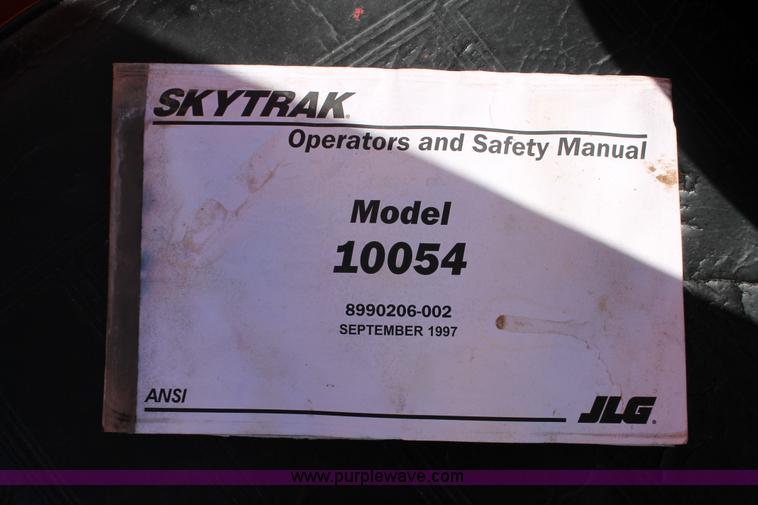 SKYTRAK®
Operators and Safety Manual
Model
10054
8990206-002
SEPTEMBER 1997
ANSI
JLG®
www.purplewave.com